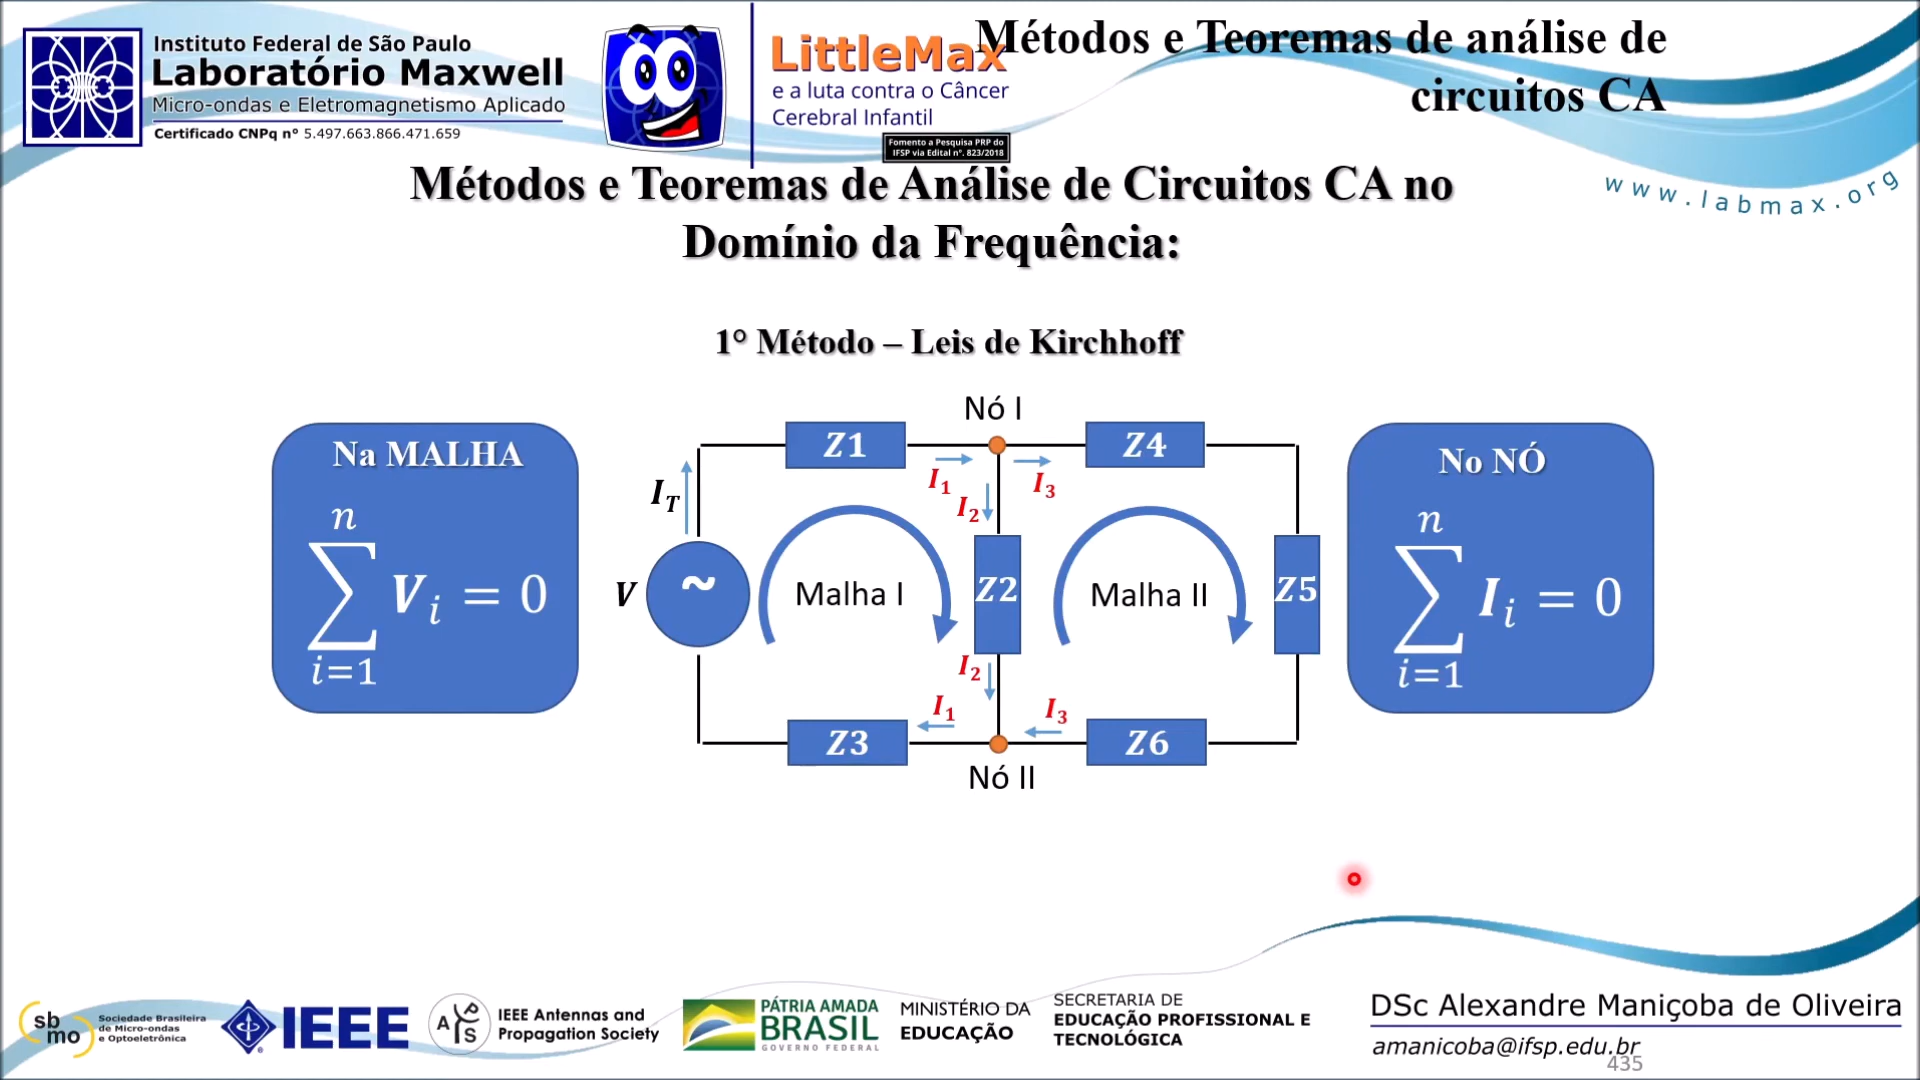 Instituto Federal de São Paulo
Laboratório Maxwell
Micro-ondas e Eletromagnetismo Aplicado
Certificado CNPq n° 5.497.663.866.471.659
LittleMax
e a luta contra o Câncer
Cerebral Infantil
Fomento a Pesquisa PRP do
IFSP via Edital n°. 823/2018
Métodos e Teoremas de análise de
circuitos CA
www.labmax.org
Métodos e Teoremas de Análise de Circuitos CA no
Domínio da Frequência:
1° Método – Leis de Kirchhoff
Na MALHA
n
∑ V_i = 0
i=1
Nó I
Z1
Z4
I_T
I_1
I_2
I_3
V
~
Malha I
Z2
Malha II
Z5
I_2
I_1
I_3
Z3
Z6
Nó II
No NÓ
n
∑ I_i = 0
i=1
sb
mo
Sociedade Brasileira
de Micro-ondas
e Optoeletrônica
IEEE
APS
IEEE Antennas and
Propagation Society
PÁTRIA AMADA
BRASIL
GOVERNO FEDERAL
MINISTÉRIO DA
EDUCAÇÃO
SECRETARIA DE
EDUCAÇÃO PROFISSIONAL E
TECNOLÓGICA
DSc Alexandre Maniçoba de Oliveira
amanicoba@ifsp.edu.br
435